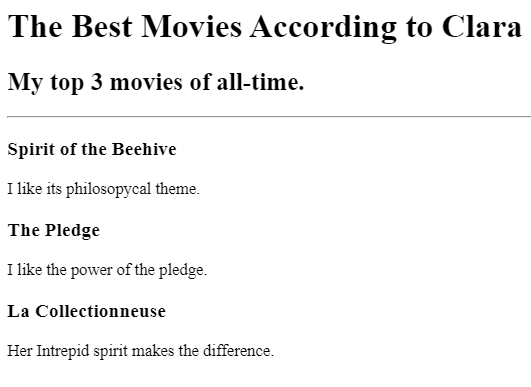 The Best Movies According to Clara
My top 3 movies of all-time.
Spirit of the Beehive
I like its philosopycal theme.
The Pledge
I like the power of the pledge.
La Collectionneuse
Her Intrepid spirit makes the difference.